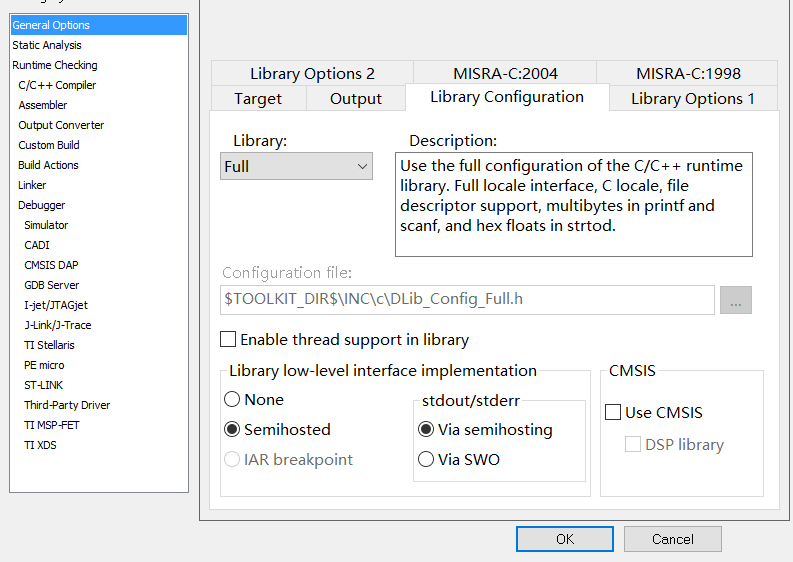 General Options
Static Analysis
Runtime Checking
C/C++ Compiler
Assembler
Output Converter
Custom Build
Build Actions
Linker
Debugger
Simulator
CADI
CMSIS DAP
GDB Server
I-jet/JTAGjet
J-Link/J-Trace
TI Stellaris
PE micro
ST-LINK
Third-Party Driver
TI MSP-FET
TI XDS
Library Options 2
MISRA-C:2004
MISRA-C:1998
Target
Output
Library Configuration
Library Options 1
Library:
Full
Description:
Use the full configuration of the C/C++ runtime
library. Full locale interface, C locale, file
descriptor support, multibytes in printf and
scanf, and hex floats in strtod.
Configuration file:
$TOOLKIT_DIR$\INC\c\DLib_Config_Full.h
...
Enable thread support in library
Library low-level interface implementation
None
Semihosted
IAR breakpoint
stdout/stderr
Via semihosting
Via SWO
CMSIS
Use CMSIS
DSP library
OK
Cancel